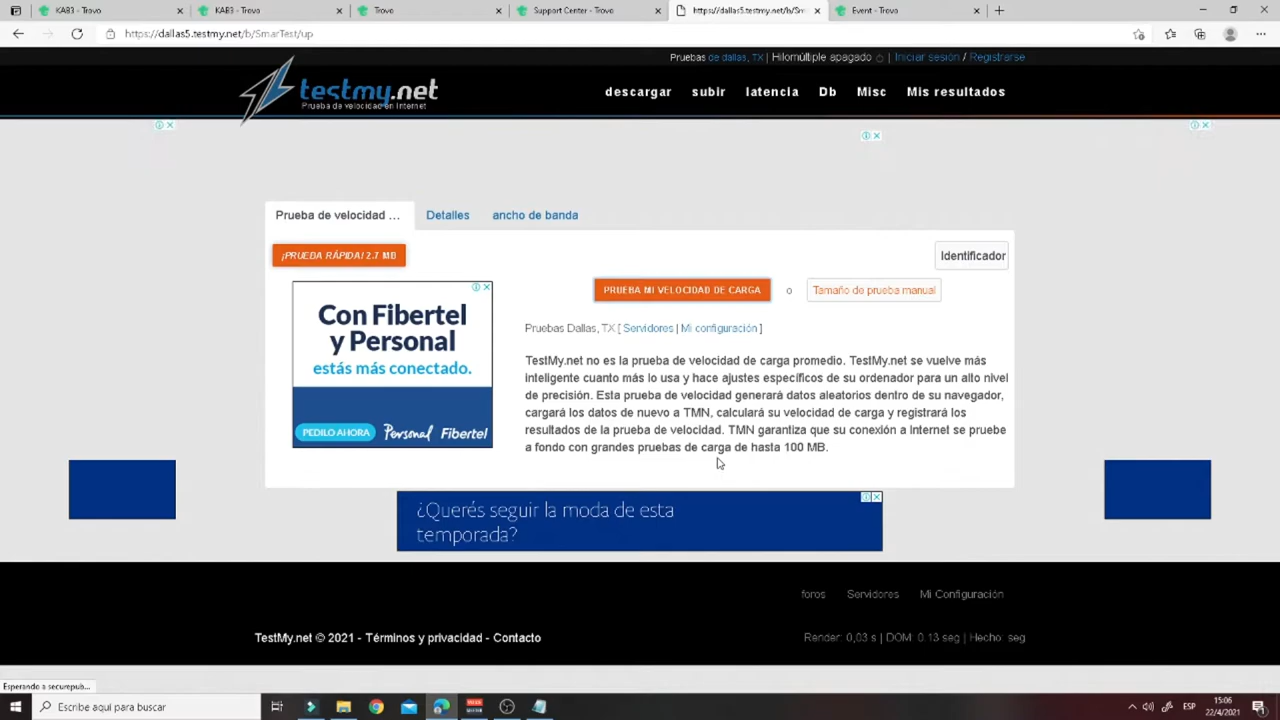 KAB3 - Trovo
KAB3 - Trovo
Trovo
Support Center - Trovo
https://dallas5.testmy.net/b/Sm
Event - Trovo
https://dallas5.testmy.net/b/SmarTest/up
Pruebas de dallas, TX | Hilomúltiple apagado | Iniciar sesión / Registrarse
testmy.net
Prueba de velocidad en Internet
descargar subir latencia Db Misc Mis resultados
Prueba de velocidad ... Detalles ancho de banda
¡PRUEBA RÁPIDA! 2.7 MB
Identificador
PRUEBA MI VELOCIDAD DE CARGA o Tamaño de prueba manual
Con Fibertel
y Personal
estás más conectado.
PEDILO AHORA Personal Fibertel
Pruebas Dallas, TX [ Servidores | Mi configuración ]
TestMy.net no es la prueba de velocidad de carga promedio. TestMy.net se vuelve más
inteligente cuanto más lo usa y hace ajustes específicos de su ordenador para un alto nivel
de precisión. Esta prueba de velocidad generará datos aleatorios dentro de su navegador,
cargará los datos de nuevo a TMN, calculará su velocidad de carga y registrará los
resultados de la prueba de velocidad. TMN garantiza que su conexión a Internet se pruebe
a fondo con grandes pruebas de carga de hasta 100 MB.
¿Querés seguir la moda de esta
temporada?
foros Servidores Mi Configuración
TestMy.net © 2021 - Términos y privacidad - Contacto
Render: 0,03 s | DOM: 0.13 seg | Hecho: seg
Esperando a securepub...
Escribe aquí para buscar
ESP
15:06
22/4/2021